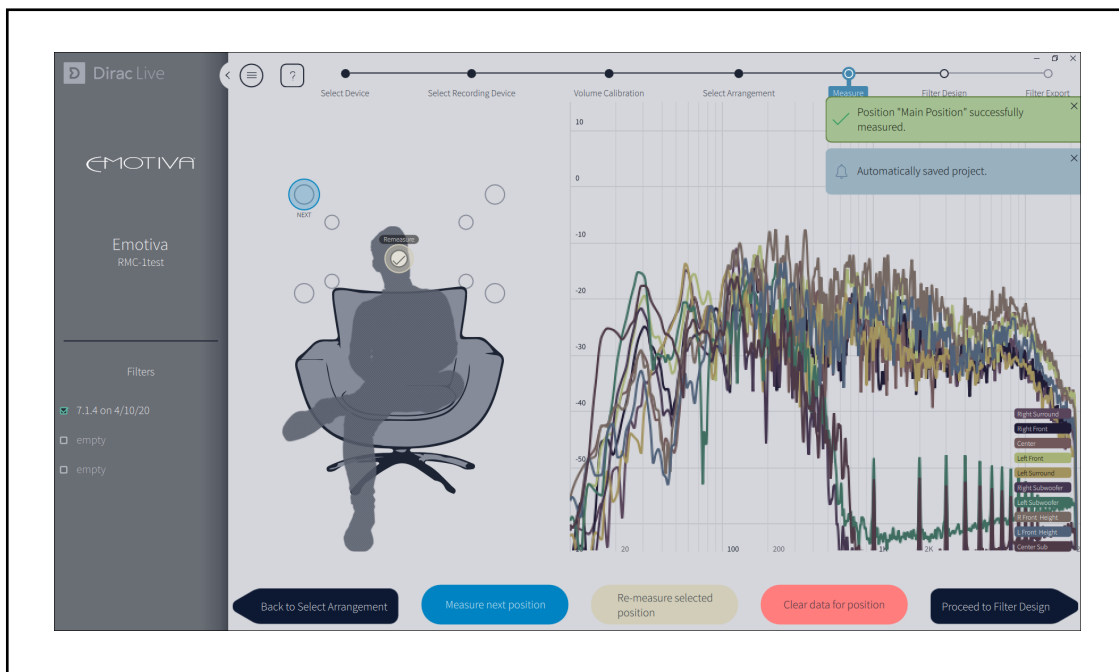 Dirac Live
?
Select Device
Select Recording Device
Volume Calibration
Select Arrangement
Measure
Filter Design
Filter Export
Position "Main Position" successfully
measured.
Automatically saved project.
EMOTIVA
Emotiva
RMC-1test
Filters
7.1.4 on 4/10/20
empty
empty
NEXT
Remeasure
10
0
-10
-20
-30
-40
-50
20
100
200
1K
2K
Right Surround
Right Front
Center
Left Front
Left Surround
Right Subwoofer
Left Subwoofer
R Front Height
L Front Height
Center Sub
Back to Select Arrangement
Measure next position
Re-measure selected
position
Clear data for position
Proceed to Filter Design